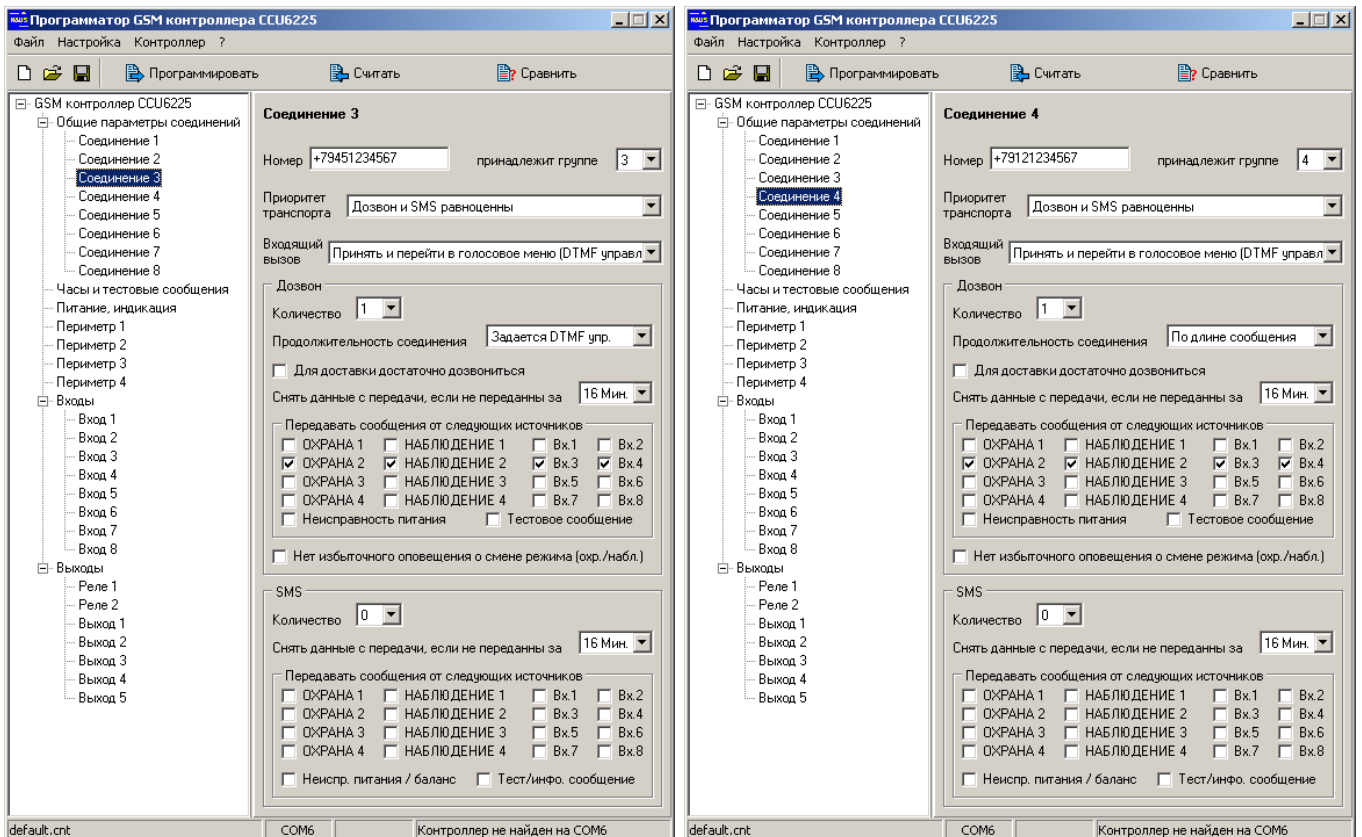 Программатор GSM контроллера CCU6225
Файл Настройка Контроллер ?
Программировать Считать Сравнить
GSM контроллер CCU6225
Общие параметры соединений
Соединение 1
Соединение 2
Соединение 3
Соединение 4
Соединение 5
Соединение 6
Соединение 7
Соединение 8
Часы и тестовые сообщения
Питание, индикация
Периметр 1
Периметр 2
Периметр 3
Периметр 4
Входы
Вход 1
Вход 2
Вход 3
Вход 4
Вход 5
Вход 6
Вход 7
Вход 8
Выходы
Реле 1
Реле 2
Выход 1
Выход 2
Выход 3
Выход 4
Выход 5
Соединение 3
Номер +79451234567 принадлежит группе 3
Приоритет
транспорта Дозвон и SMS равноценны
Входящий
вызов Принять и перейти в голосовое меню (DTMF управл
Дозвон
Количество 1
Продолжительность соединения Задается DTMF упр.
Для доставки достаточно дозвониться
Снять данные с передачи, если не переданны за 16 Мин.
Передавать сообщения от следующих источников
ОХРАНА 1 НАБЛЮДЕНИЕ 1 Вх.1 Вх.2
ОХРАНА 2 НАБЛЮДЕНИЕ 2 Вх.3 Вх.4
ОХРАНА 3 НАБЛЮДЕНИЕ 3 Вх.5 Вх.6
ОХРАНА 4 НАБЛЮДЕНИЕ 4 Вх.7 Вх.8
Неисправность питания Тестовое сообщение
Нет избыточного оповещения о смене режима (охр./набл.)
SMS
Количество 0
Снять данные с передачи, если не переданны за 16 Мин.
Передавать сообщения от следующих источников
ОХРАНА 1 НАБЛЮДЕНИЕ 1 Вх.1 Вх.2
ОХРАНА 2 НАБЛЮДЕНИЕ 2 Вх.3 Вх.4
ОХРАНА 3 НАБЛЮДЕНИЕ 3 Вх.5 Вх.6
ОХРАНА 4 НАБЛЮДЕНИЕ 4 Вх.7 Вх.8
Неиспр. питания / баланс Тест/инфо. сообщение
default.cnt COM6 Контроллер не найден на COM6
Программатор GSM контроллера CCU6225
Файл Настройка Контроллер ?
Программировать Считать Сравнить
GSM контроллер CCU6225
Общие параметры соединений
Соединение 1
Соединение 2
Соединение 3
Соединение 4
Соединение 5
Соединение 6
Соединение 7
Соединение 8
Часы и тестовые сообщения
Питание, индикация
Периметр 1
Периметр 2
Периметр 3
Периметр 4
Входы
Вход 1
Вход 2
Вход 3
Вход 4
Вход 5
Вход 6
Вход 7
Вход 8
Выходы
Реле 1
Реле 2
Выход 1
Выход 2
Выход 3
Выход 4
Выход 5
Соединение 4
Номер +79121234567 принадлежит группе 4
Приоритет
транспорта Дозвон и SMS равноценны
Входящий
вызов Принять и перейти в голосовое меню (DTMF управл
Дозвон
Количество 1
Продолжительность соединения По длине сообщения
Для доставки достаточно дозвониться
Снять данные с передачи, если не переданны за 16 Мин.
Передавать сообщения от следующих источников
ОХРАНА 1 НАБЛЮДЕНИЕ 1 Вх.1 Вх.2
ОХРАНА 2 НАБЛЮДЕНИЕ 2 Вх.3 Вх.4
ОХРАНА 3 НАБЛЮДЕНИЕ 3 Вх.5 Вх.6
ОХРАНА 4 НАБЛЮДЕНИЕ 4 Вх.7 Вх.8
Неисправность питания Тестовое сообщение
Нет избыточного оповещения о смене режима (охр./набл.)
SMS
Количество 0
Снять данные с передачи, если не переданны за 16 Мин.
Передавать сообщения от следующих источников
ОХРАНА 1 НАБЛЮДЕНИЕ 1 Вх.1 Вх.2
ОХРАНА 2 НАБЛЮДЕНИЕ 2 Вх.3 Вх.4
ОХРАНА 3 НАБЛЮДЕНИЕ 3 Вх.5 Вх.6
ОХРАНА 4 НАБЛЮДЕНИЕ 4 Вх.7 Вх.8
Неиспр. питания / баланс Тест/инфо. сообщение
default.cnt COM6 Контроллер не найден на COM6